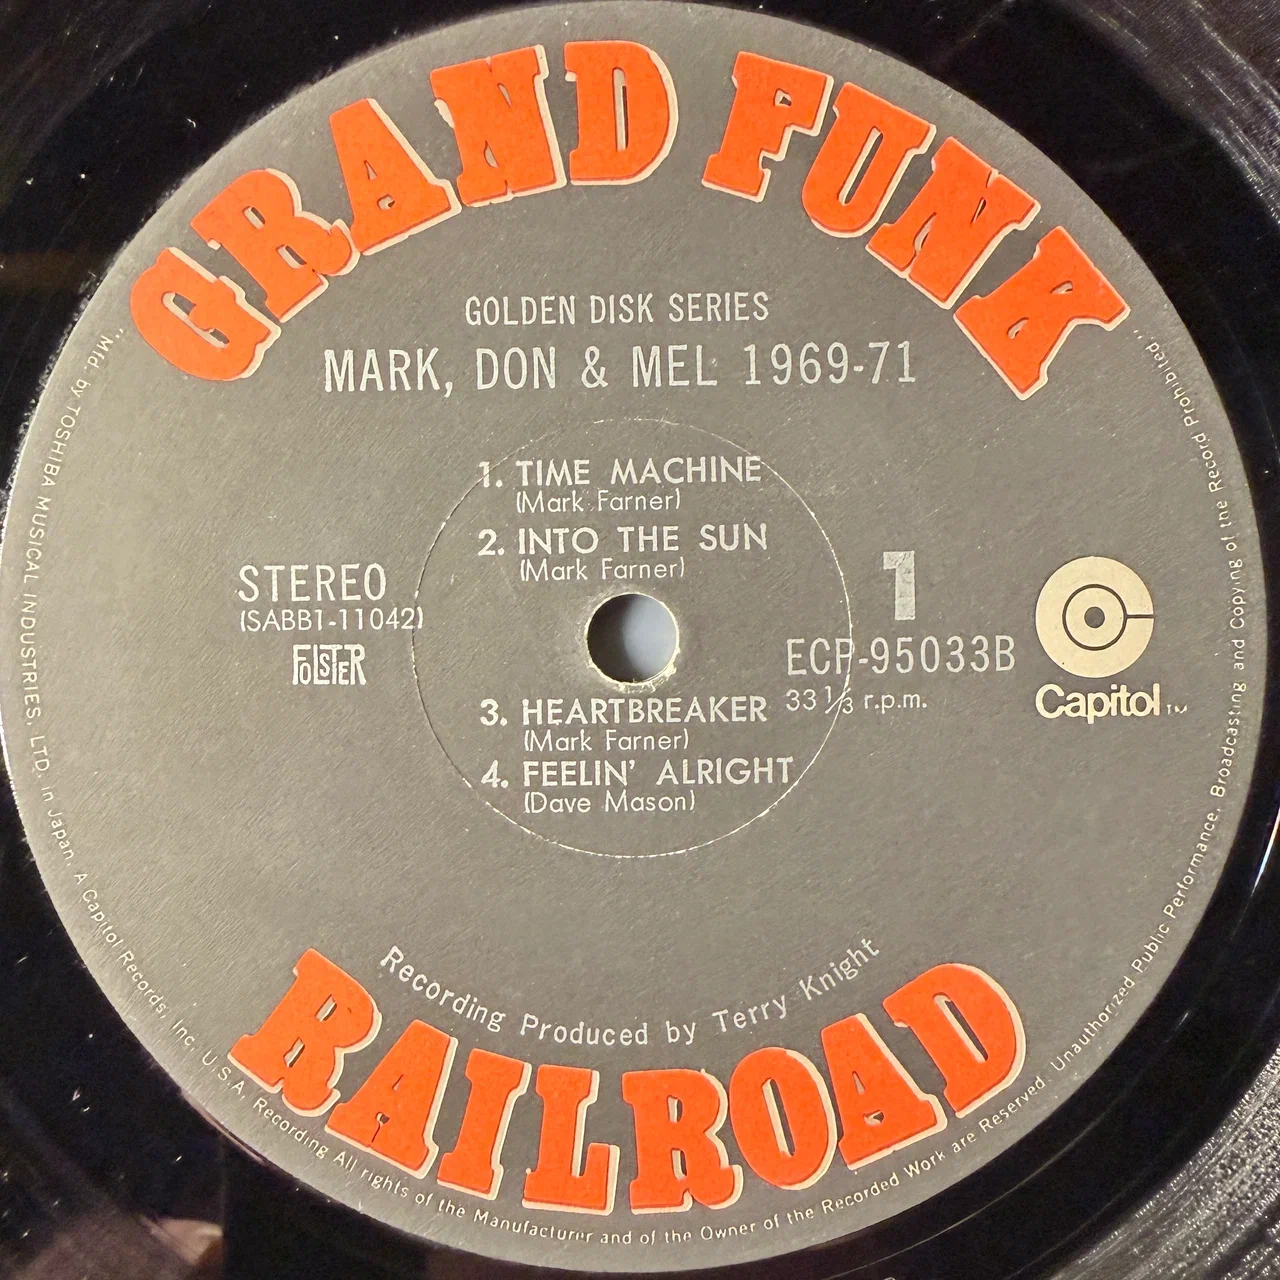 GRAND FUNK
GOLDEN DISK SERIES
MARK, DON & MEL 1969-71
1. TIME MACHINE
(Mark Farner)
2. INTO THE SUN
(Mark Farner)
STEREO
(SABB1-11042)
FOLSTER
1
ECP-95033B
33 1/3 r.p.m.
Capitol TM
3. HEARTBREAKER
(Mark Farner)
4. FEELIN' ALRIGHT
(Dave Mason)
Recording Produced by Terry Knight
RAILROAD
"Mfd. by TOSHIBA MUSICAL INDUSTRIES, LTD. in Japan. A Capitol Records, Inc. U.S.A. Recording All rights of the Manufacturer and of the Owner of the Recorded Work are Reserved. Unauthorized Public Performance, Broadcasting and Copying of the Record Prohibited"